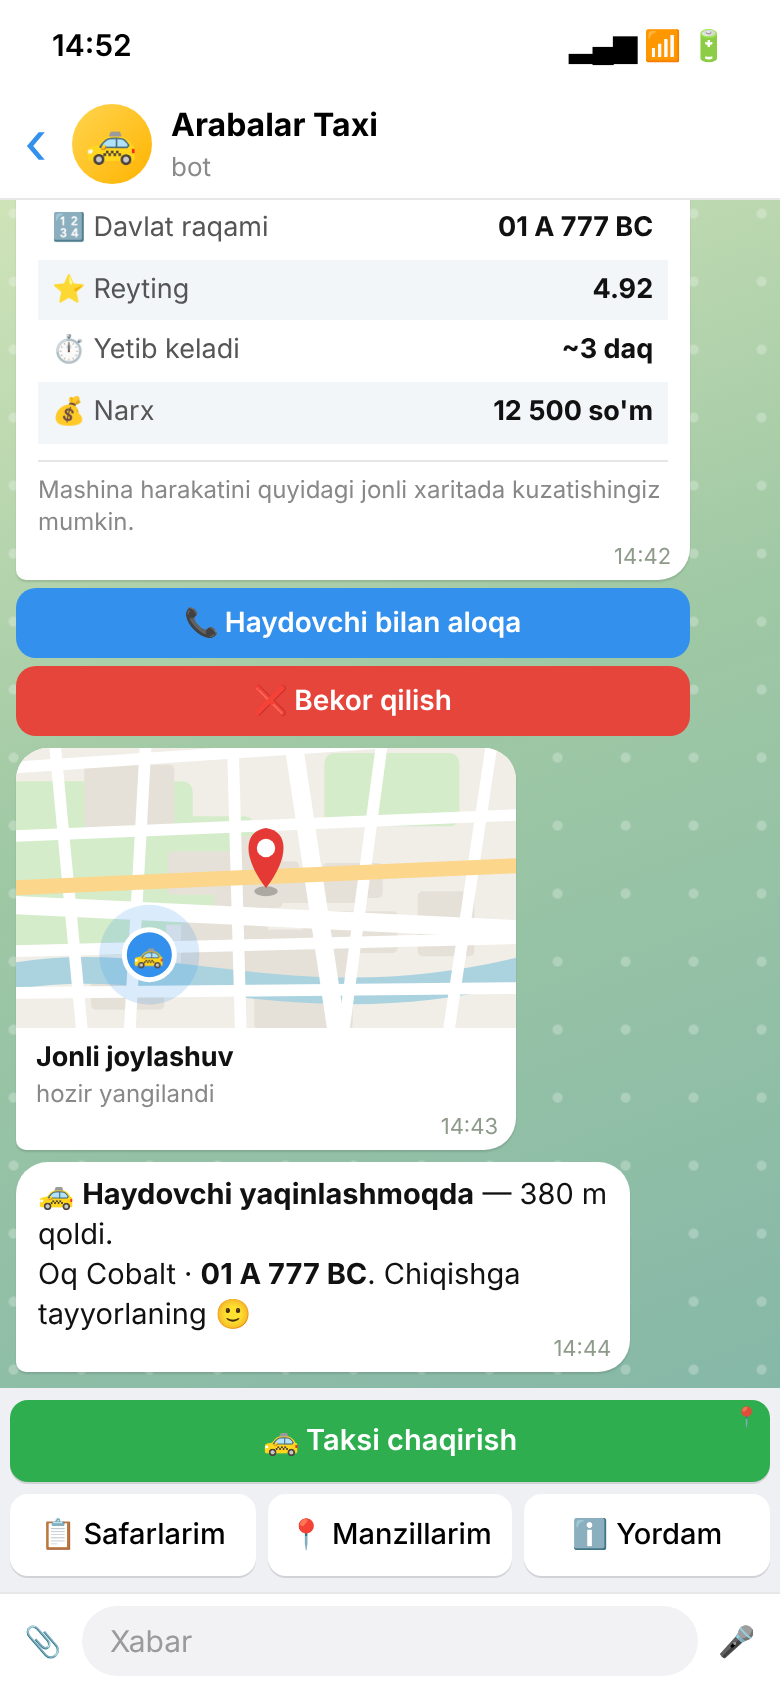 14:52
Arabalar Taxi
bot
🔢 Davlat raqami 01 A 777 BC
⭐ Reyting 4.92
⏱️ Yetib keladi ~3 daq
💰 Narx 12 500 so'm
Mashina harakatini quyidagi jonli xaritada kuzatishingiz
mumkin.
14:42
📞 Haydovchi bilan aloqa
❌ Bekor qilish
Jonli joylashuv
hozir yangilandi
14:43
🚕 Haydovchi yaqinlashmoqda — 380 m
qoldi.
Oq Cobalt · 01 A 777 BC. Chiqishga
tayyorlaning 🙂
14:44
🚕 Taksi chaqirish
📋 Safarlarim
📍 Manzillarim
ℹ️ Yordam
Xabar